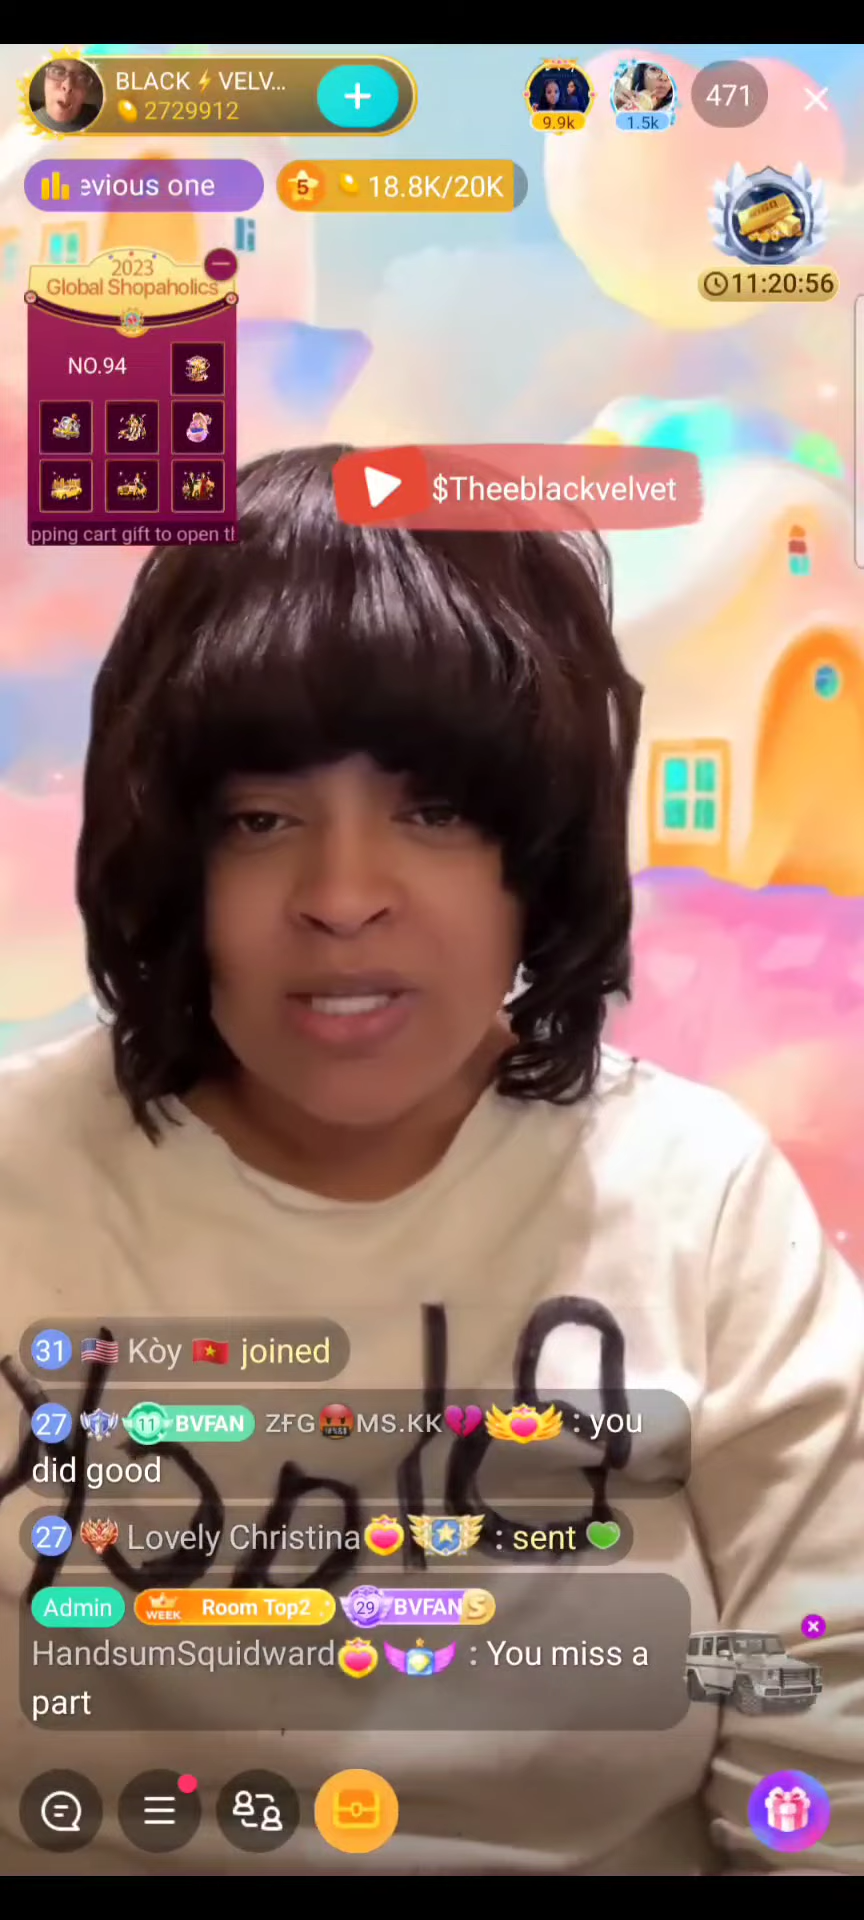 BLACK⚡VELV...
2729912
9.9k
1.5k
471
evious one
5
18.8K/20K
2023
Global Shopaholics
11:20:56
NO.94
$Theeblackvelvet
pping cart gift to open th
31 🇺🇸 Kòy 🇻🇳 joined
27 11 BVFAN ZFG🤬MS.KK💔 : you
did good
27 Lovely Christina : sent 💚
Admin WEEK Room Top2 29 BVFAN S
HandsumSquidward : You miss a
part